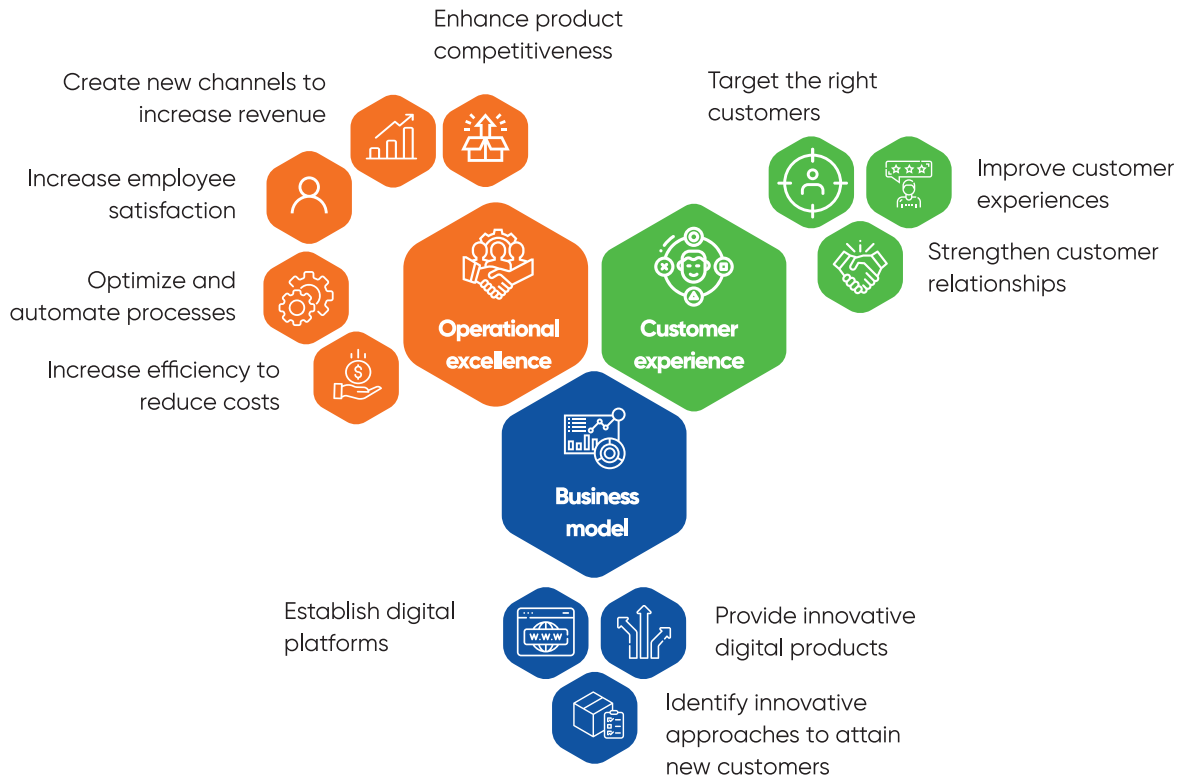 Enhance product
competitiveness
Create new channels to
increase revenue
Increase employee
satisfaction
Optimize and
automate processes
Increase efficiency to
reduce costs
Operational
excellence
Target the right
customers
Improve customer
experiences
Strengthen customer
relationships
Customer
experience
Business
model
Establish digital
platforms
W.W.W
Provide innovative
digital products
Identify innovative
approaches to attain
new customers
$